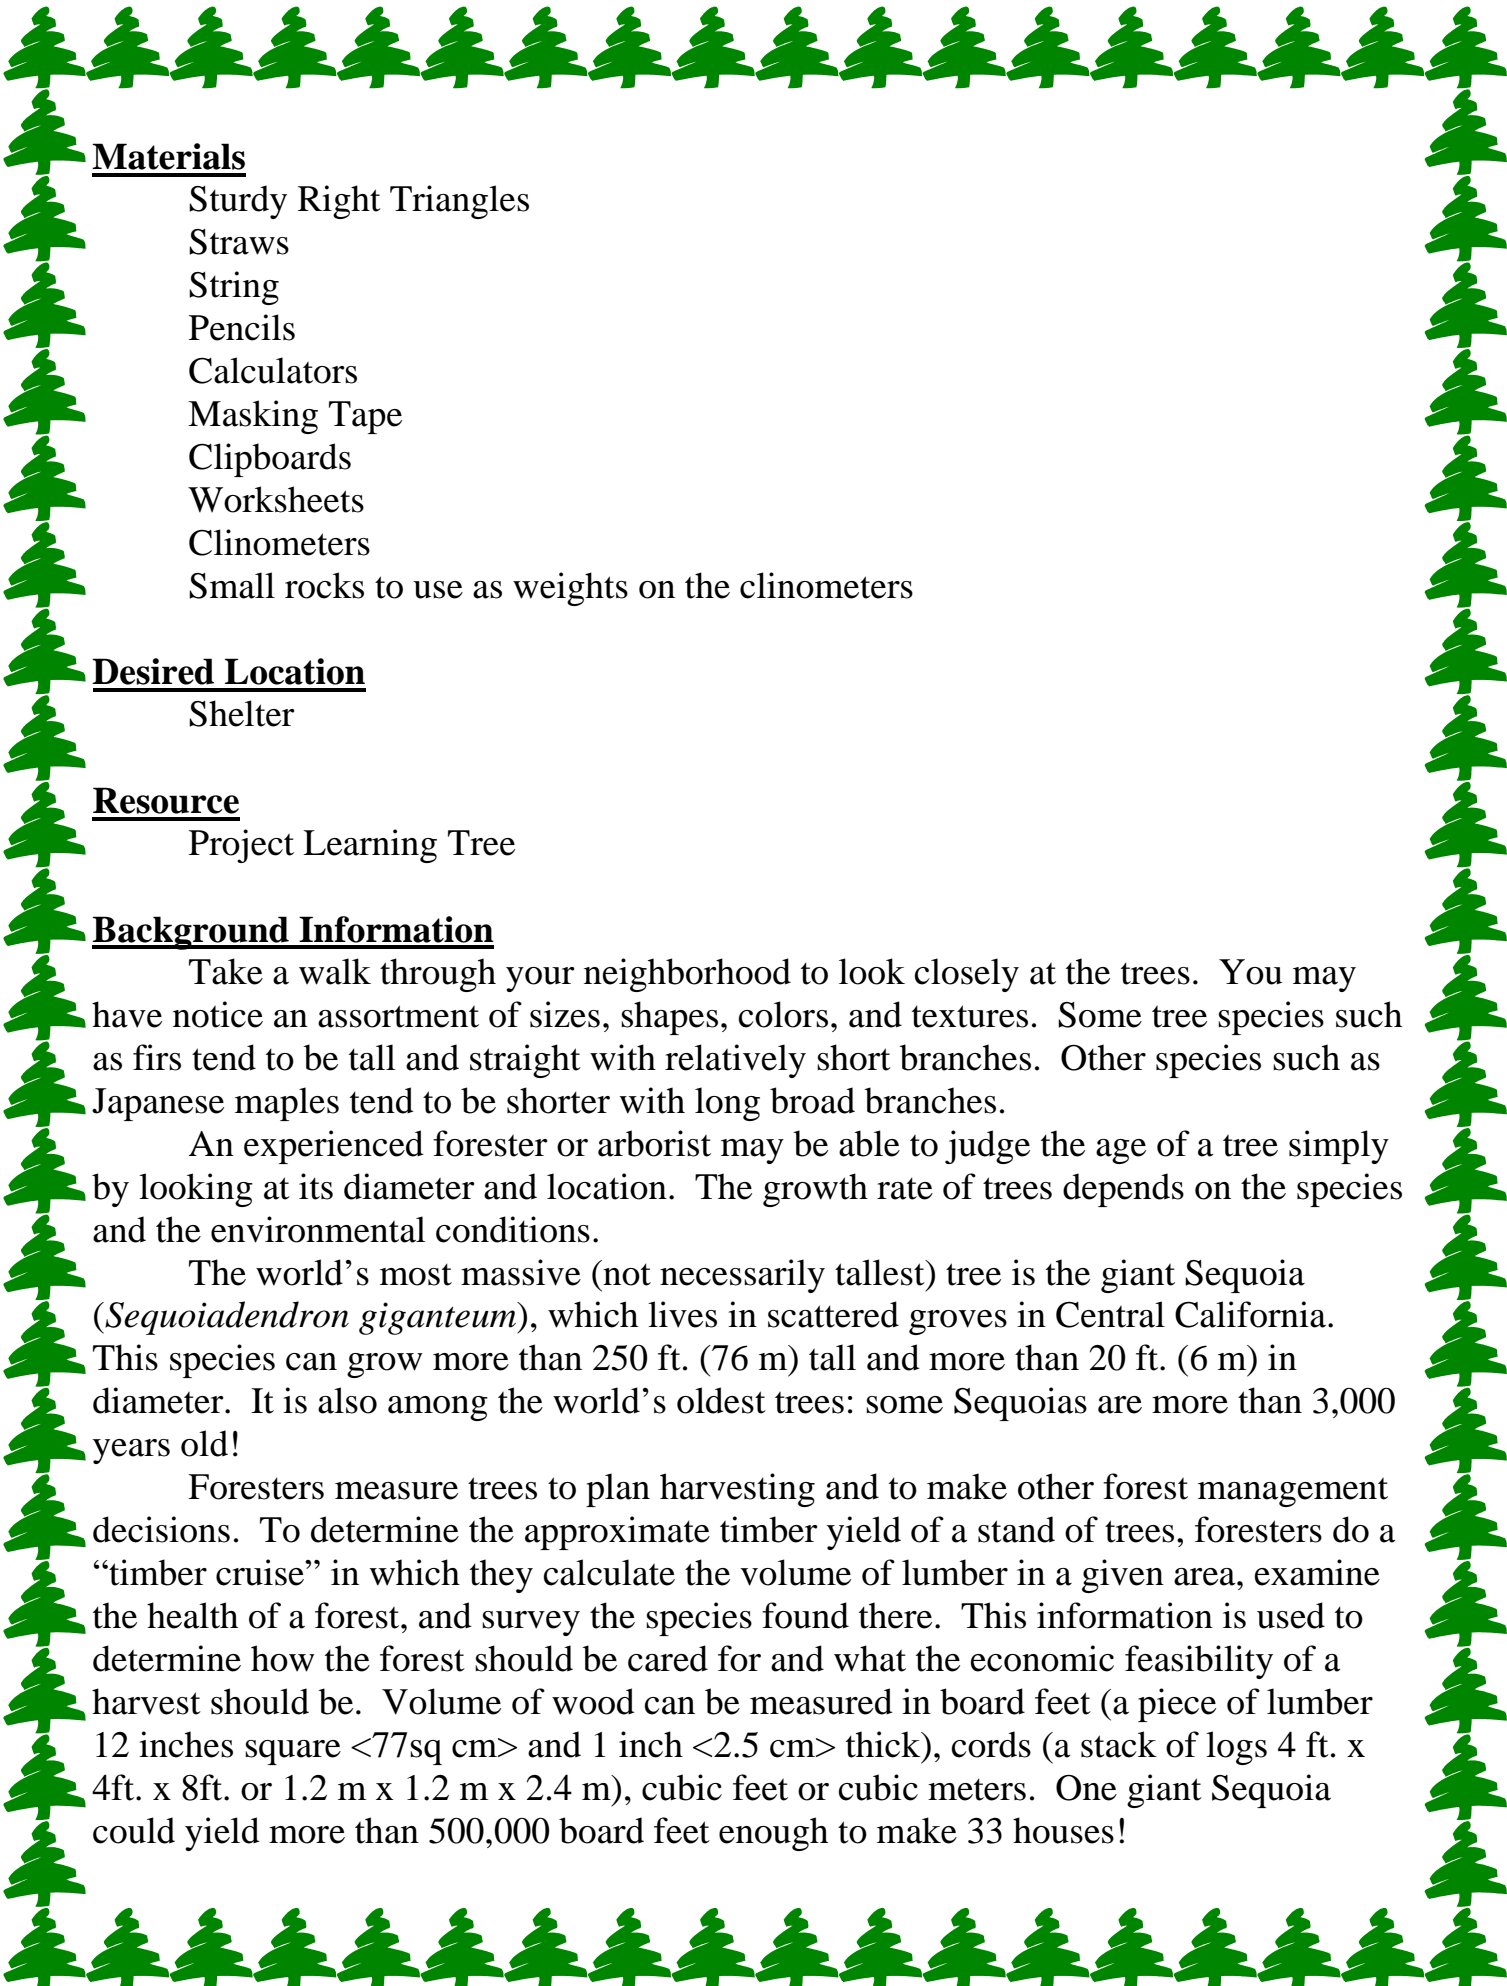 Materials
Sturdy Right Triangles
Straws
String
Pencils
Calculators
Masking Tape
Clipboards
Worksheets
Clinometers
Small rocks to use as weights on the clinometers
Desired Location
Shelter
Resource
Project Learning Tree
Background Information
Take a walk through your neighborhood to look closely at the trees.  You may
have notice an assortment of sizes, shapes, colors, and textures.  Some tree species such
as firs tend to be tall and straight with relatively short branches.  Other species such as
Japanese maples tend to be shorter with long broad branches.
An experienced forester or arborist may be able to judge the age of a tree simply
by looking at its diameter and location.  The growth rate of trees depends on the species
and the environmental conditions.
The world’s most massive (not necessarily tallest) tree is the giant Sequoia
(Sequoiadendron giganteum), which lives in scattered groves in Central California.
This species can grow more than 250 ft. (76 m) tall and more than 20 ft. (6 m) in
diameter.  It is also among the world’s oldest trees: some Sequoias are more than 3,000
years old!
Foresters measure trees to plan harvesting and to make other forest management
decisions.  To determine the approximate timber yield of a stand of trees, foresters do a
“timber cruise” in which they calculate the volume of lumber in a given area, examine
the health of a forest, and survey the species found there.  This information is used to
determine how the forest should be cared for and what the economic feasibility of a
harvest should be.  Volume of wood can be measured in board feet (a piece of lumber
12 inches square <77sq cm> and 1 inch <2.5 cm> thick), cords (a stack of logs 4 ft. x
4ft. x 8ft. or 1.2 m x 1.2 m x 2.4 m), cubic feet or cubic meters.  One giant Sequoia
could yield more than 500,000 board feet enough to make 33 houses!